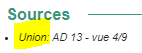 Sources
• Union: AD 13 - vue 4/9